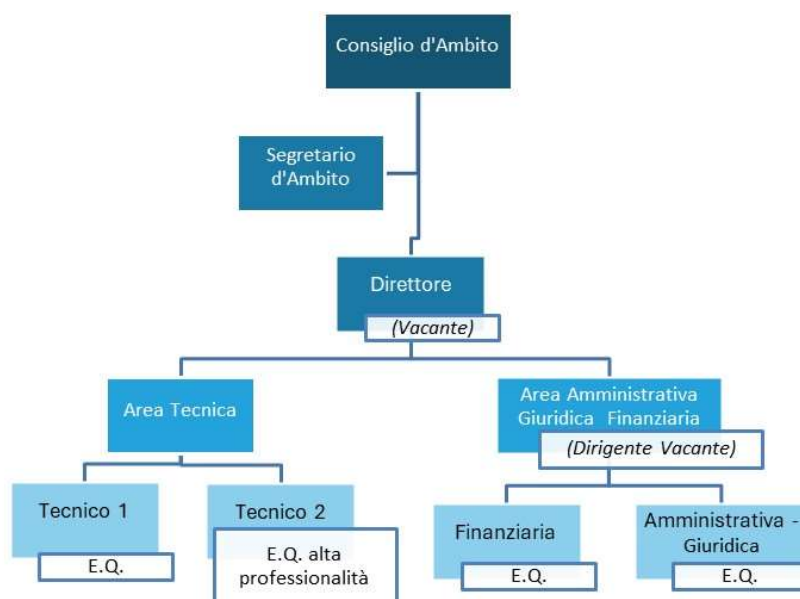 Consiglio d'Ambito
Segretario
d'Ambito
Direttore
(Vacante)
Area Tecnica
Area Amministrativa
Giuridica Finanziaria
(Dirigente Vacante)
Tecnico 1
E.Q.
Tecnico 2
E.Q. alta
professionalità
Finanziaria
E.Q.
Amministrativa -
Giuridica
E.Q.